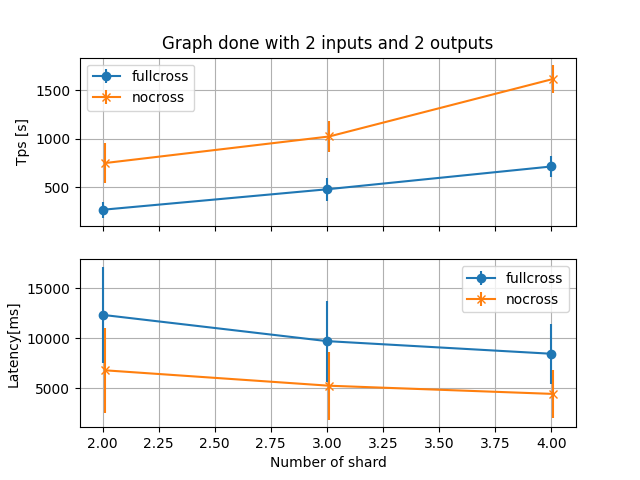 Graph done with 2 inputs and 2 outputs
fullcross
nocross
1500
1000
500
Tps [s]
fullcross
nocross
15000
10000
5000
Latency[ms]
2.00 2.25 2.50 2.75 3.00 3.25 3.50 3.75 4.00
Number of shard